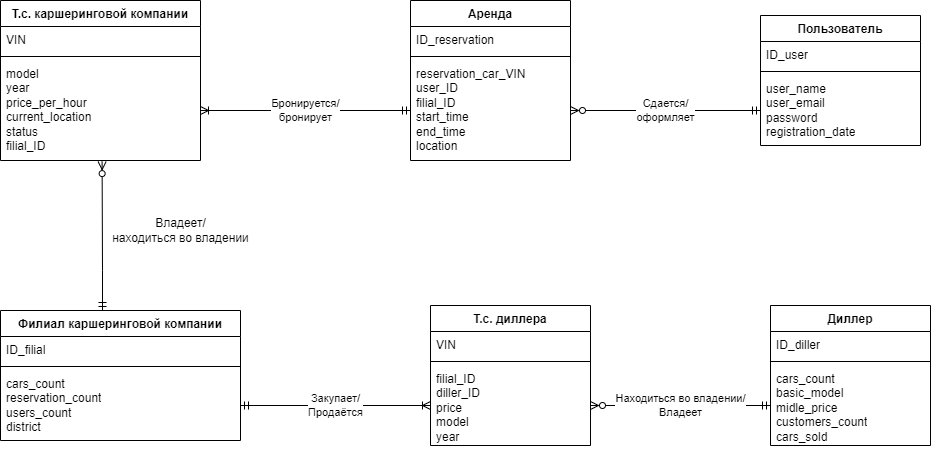 Т.с. каршеринговой компании
VIN
model
year
price_per_hour
current_location
status
filial_ID
Бронируется/
бронирует
Аренда
ID_reservation
reservation_car_VIN
user_ID
filial_ID
start_time
end_time
location
Сдается/
оформляет
Пользователь
ID_user
user_name
user_email
password
registration_date
Владеет/
находиться во владении
Филиал каршеринговой компании
ID_filial
cars_count
reservation_count
users_count
district
Закупает/
Продаётся
Т.с. диллера
VIN
filial_ID
diller_ID
price
model
year
Находиться во владении/
Владеет
Диллер
ID_diller
cars_count
basic_model
midle_price
customers_count
cars_sold